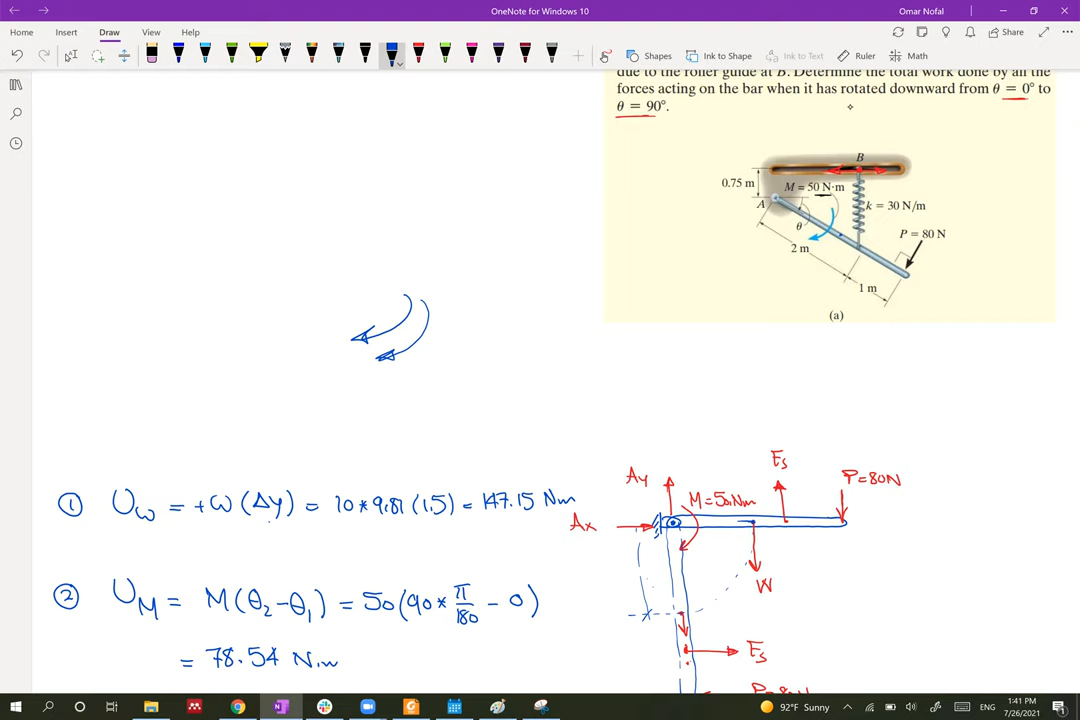 OneNote for Windows 10
Omar Nofal
Home Insert Draw View Help
Share
Shapes Ink to Shape Ink to Text Ruler Math
due to the roller guide at B. Determine the total work done by all the
forces acting on the bar when it has rotated downward from θ = 0° to
θ = 90°.
B
0.75 m
M = 50 N·m
A
k = 30 N/m
θ
P = 80 N
2 m
1 m
(a)
① U_w = +W (Δy) = 10 * 9.81 (1.5) = 147.15 Nm
② U_M = M(θ₂-θ₁) = 50(90 * π/180 - 0)
= 78.54 N.m
Fs
Ay
P=80N
M=50Nm
Ax
W
Fs
P=80N
92°F Sunny
ENG
1:41 PM
7/26/2021